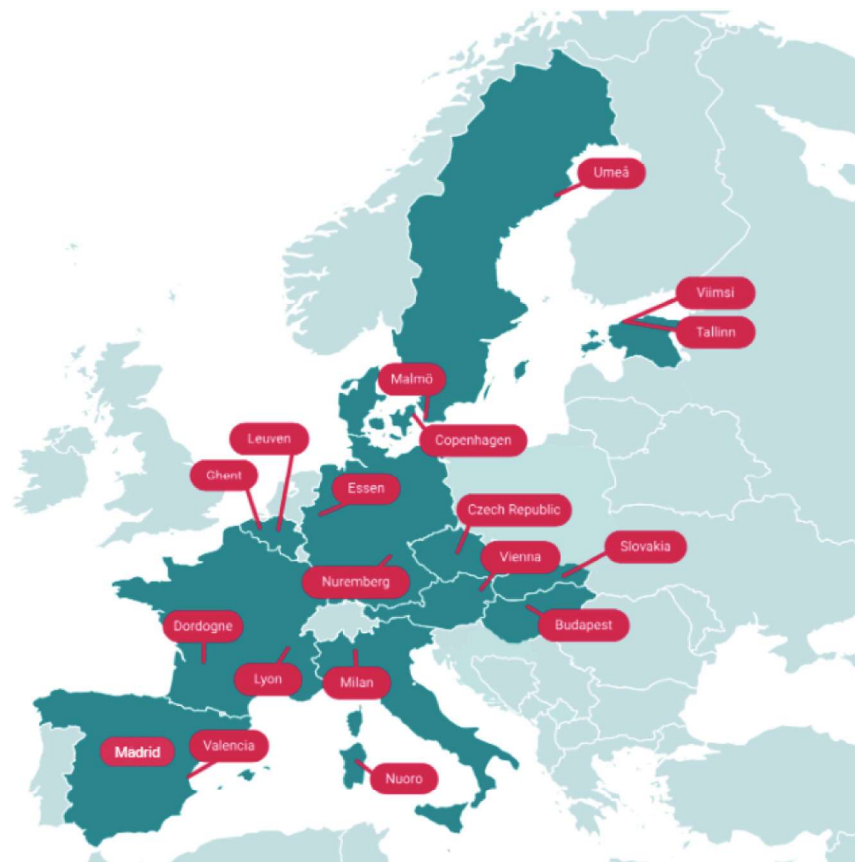 Umeå
Viimsi
Tallinn
Malmö
Copenhagen
Leuven
Ghent
Essen
Czech Republic
Vienna
Slovakia
Nuremberg
Budapest
Dordogne
Lyon
Milan
Madrid
Valencia
Nuoro